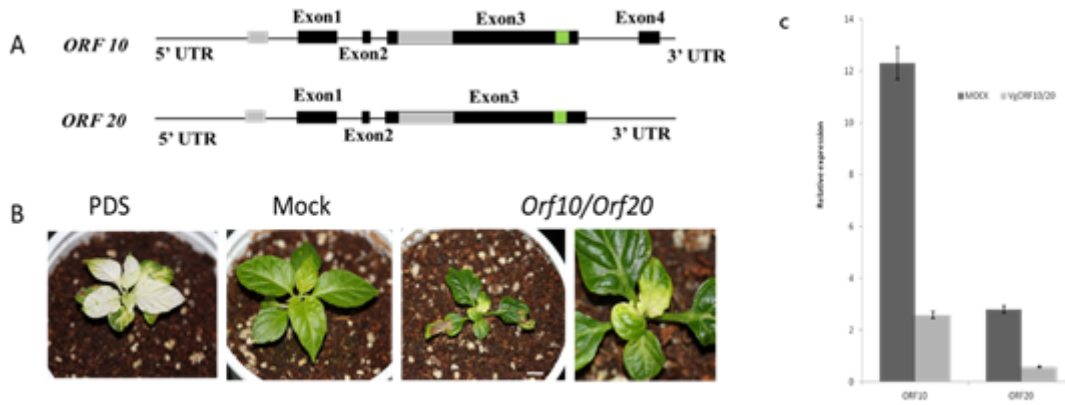 A
ORF 10
5' UTR
Exon1
Exon2
Exon3
Exon4
3' UTR
ORF 20
5' UTR
Exon1
Exon2
Exon3
3' UTR
B
PDS
Mock
Orf10/Orf20
c
Relative expression
14
12
10
8
6
4
2
0
MOCK
VgORF10/20
ORF10
ORF20